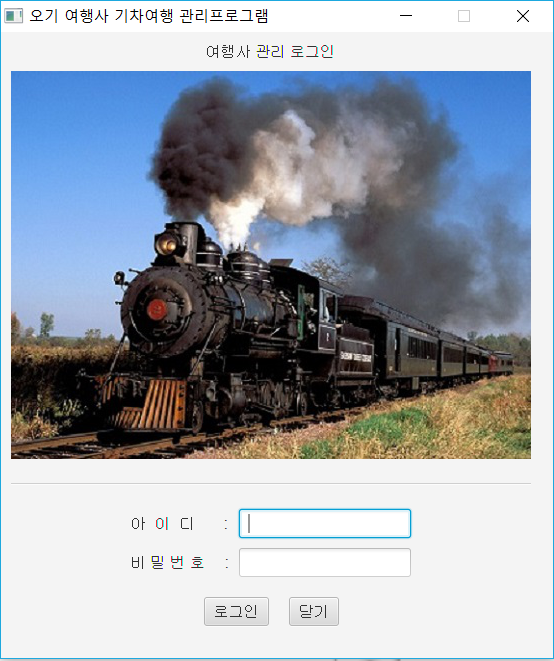 오기 여행사 기차여행 관리프로그램
여행사 관리 로그인
아 이 디 :
비 밀 번 호 :
로그인 닫기